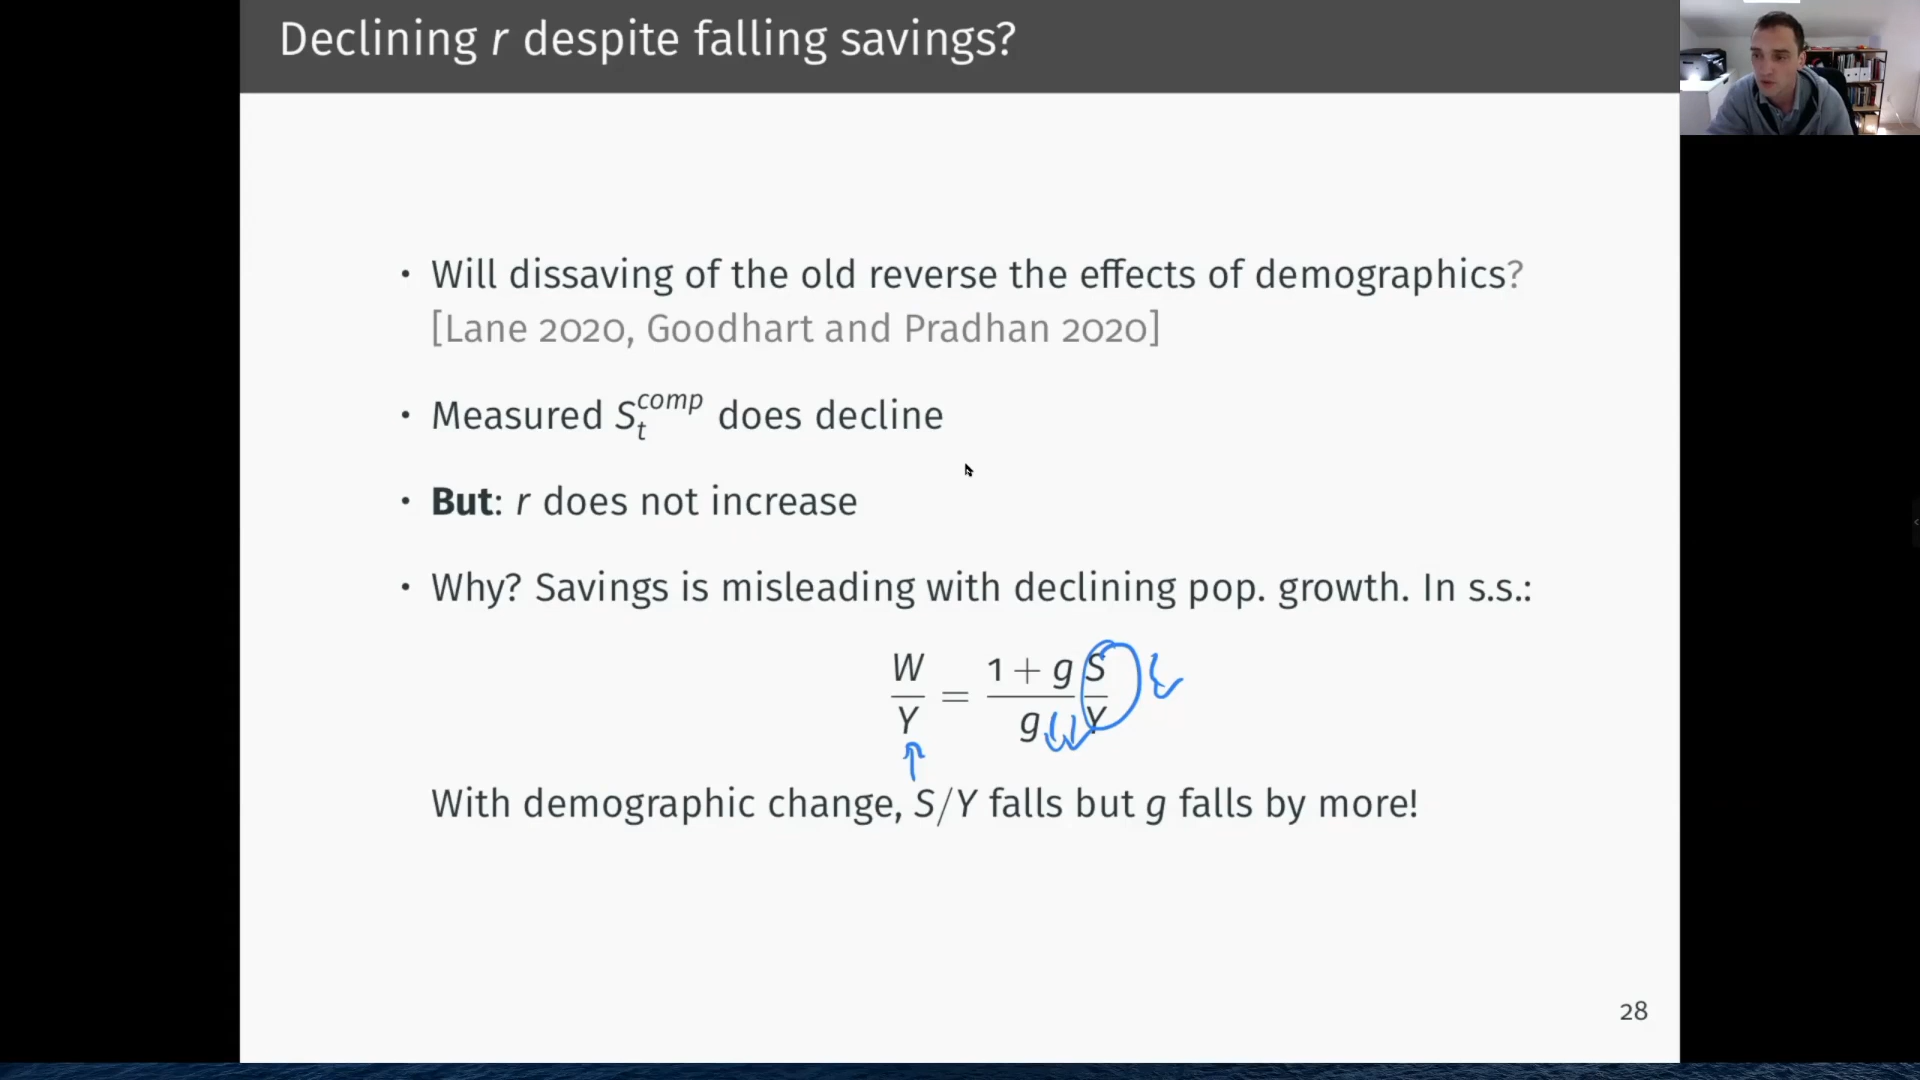 Declining r despite falling savings?
• Will dissaving of the old reverse the effects of demographics?
[Lane 2020, Goodhart and Pradhan 2020]
• Measured S_t^comp does decline
• But: r does not increase
• Why? Savings is misleading with declining pop. growth. In s.s.:
W/Y = (1 + g)/g S/Y
With demographic change, S/Y falls but g falls by more!
28